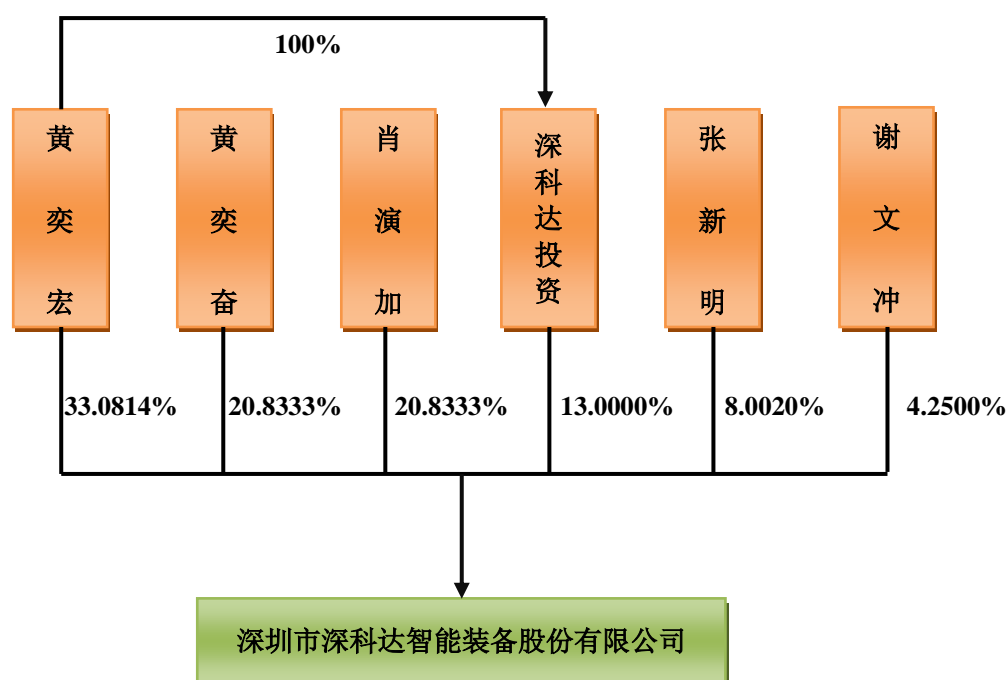 100%
黄奕宏
黄奕奋
肖演加
深科达投资
张新明
谢文冲
33.0814%
20.8333%
20.8333%
13.0000%
8.0020%
4.2500%
深圳市深科达智能装备股份有限公司